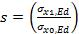 s = (σx1,Ed / σx0,Ed)